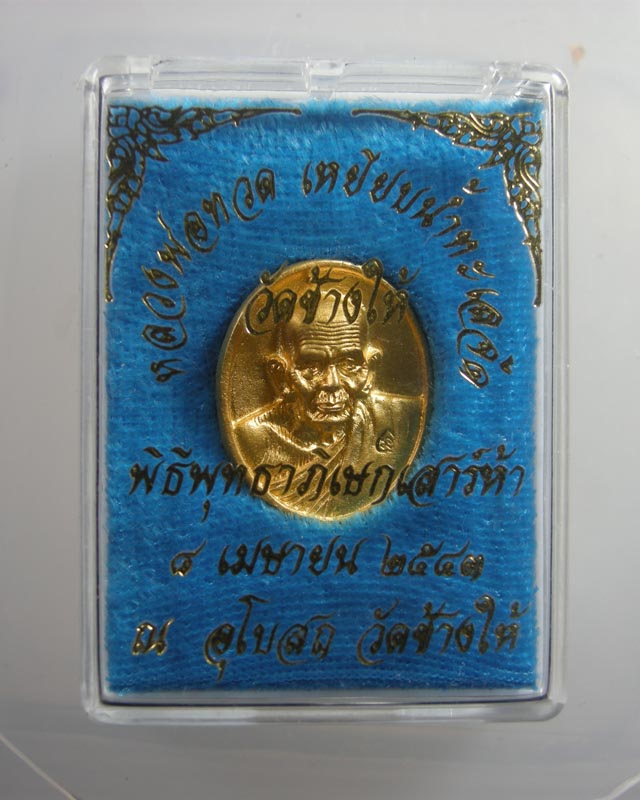 หลวงพ่อทวด เหยียบน้ำทะเลจืด
วัดช้างให้
พิธีพุทธาภิเษกเสาร์ห้า
๘ เมษายน ๒๕๔๓
ณ อุโบสถ วัดช้างให้